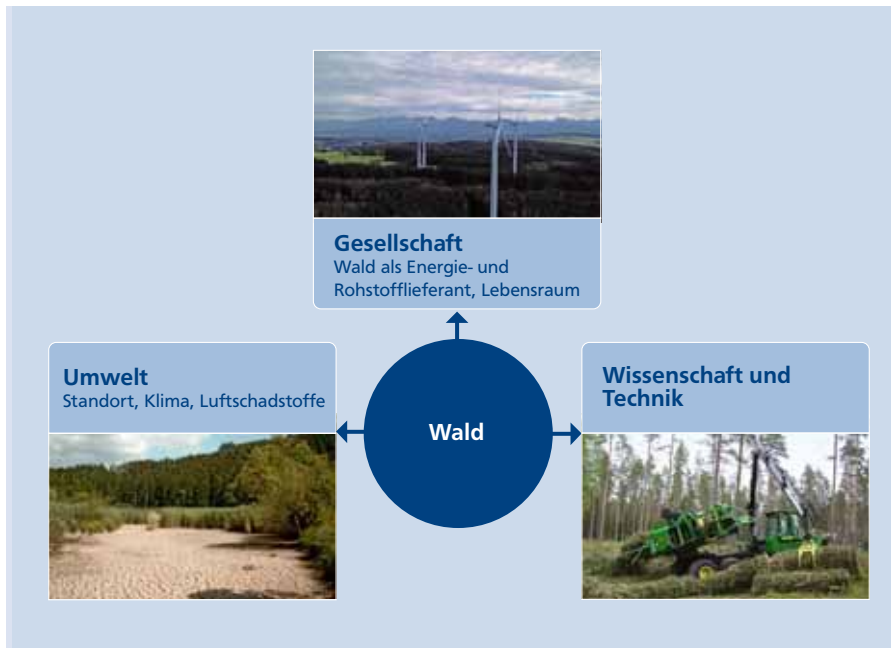 Gesellschaft
Wald als Energie- und
Rohstofflieferant, Lebensraum
Umwelt
Standort, Klima, Luftschadstoffe
Wald
Wissenschaft und
Technik